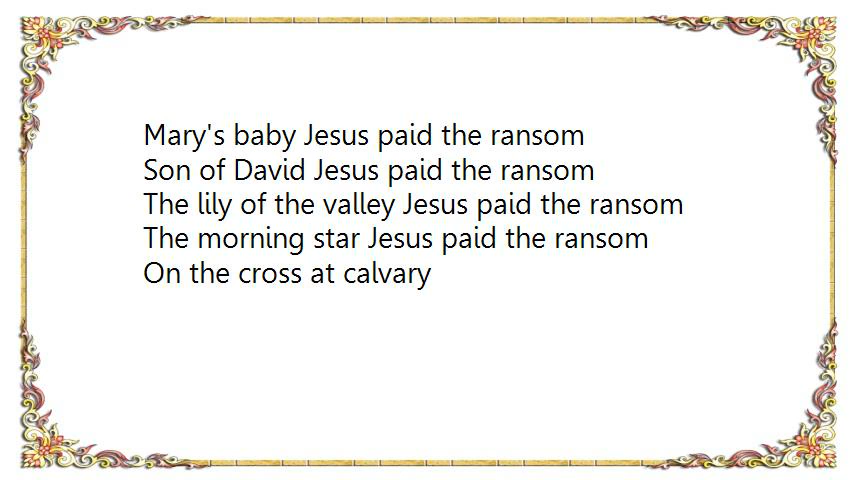 Mary's baby Jesus paid the ransom
Son of David Jesus paid the ransom
The lily of the valley Jesus paid the ransom
The morning star Jesus paid the ransom
On the cross at calvary